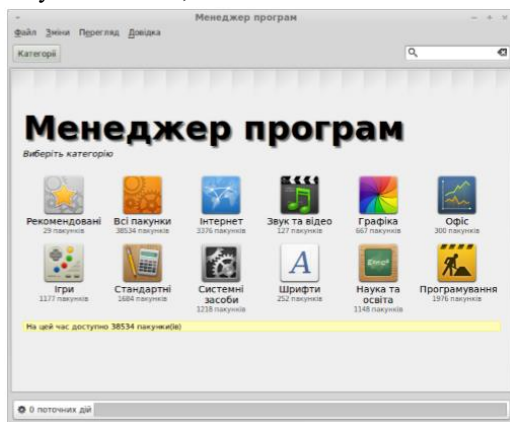 Менеджер програм
Файл Зміни Перегляд Довідка
Категорії
Менеджер програм
Виберіть категорію
Рекомендовані Всі пакунки Інтернет Звук та відео Графіка Офіс
29 пакунків 38534 пакунків 3376 пакунків 127 пакунків 667 пакунків 300 пакунків
Ігри Стандартні Системні засоби Шрифти Наука та освіта Програмування
1177 пакунків 1684 пакунків 1218 пакунків 252 пакунків 1148 пакунків 1976 пакунків
На цей час доступно 38534 пакунки(ів)
0 поточних дій